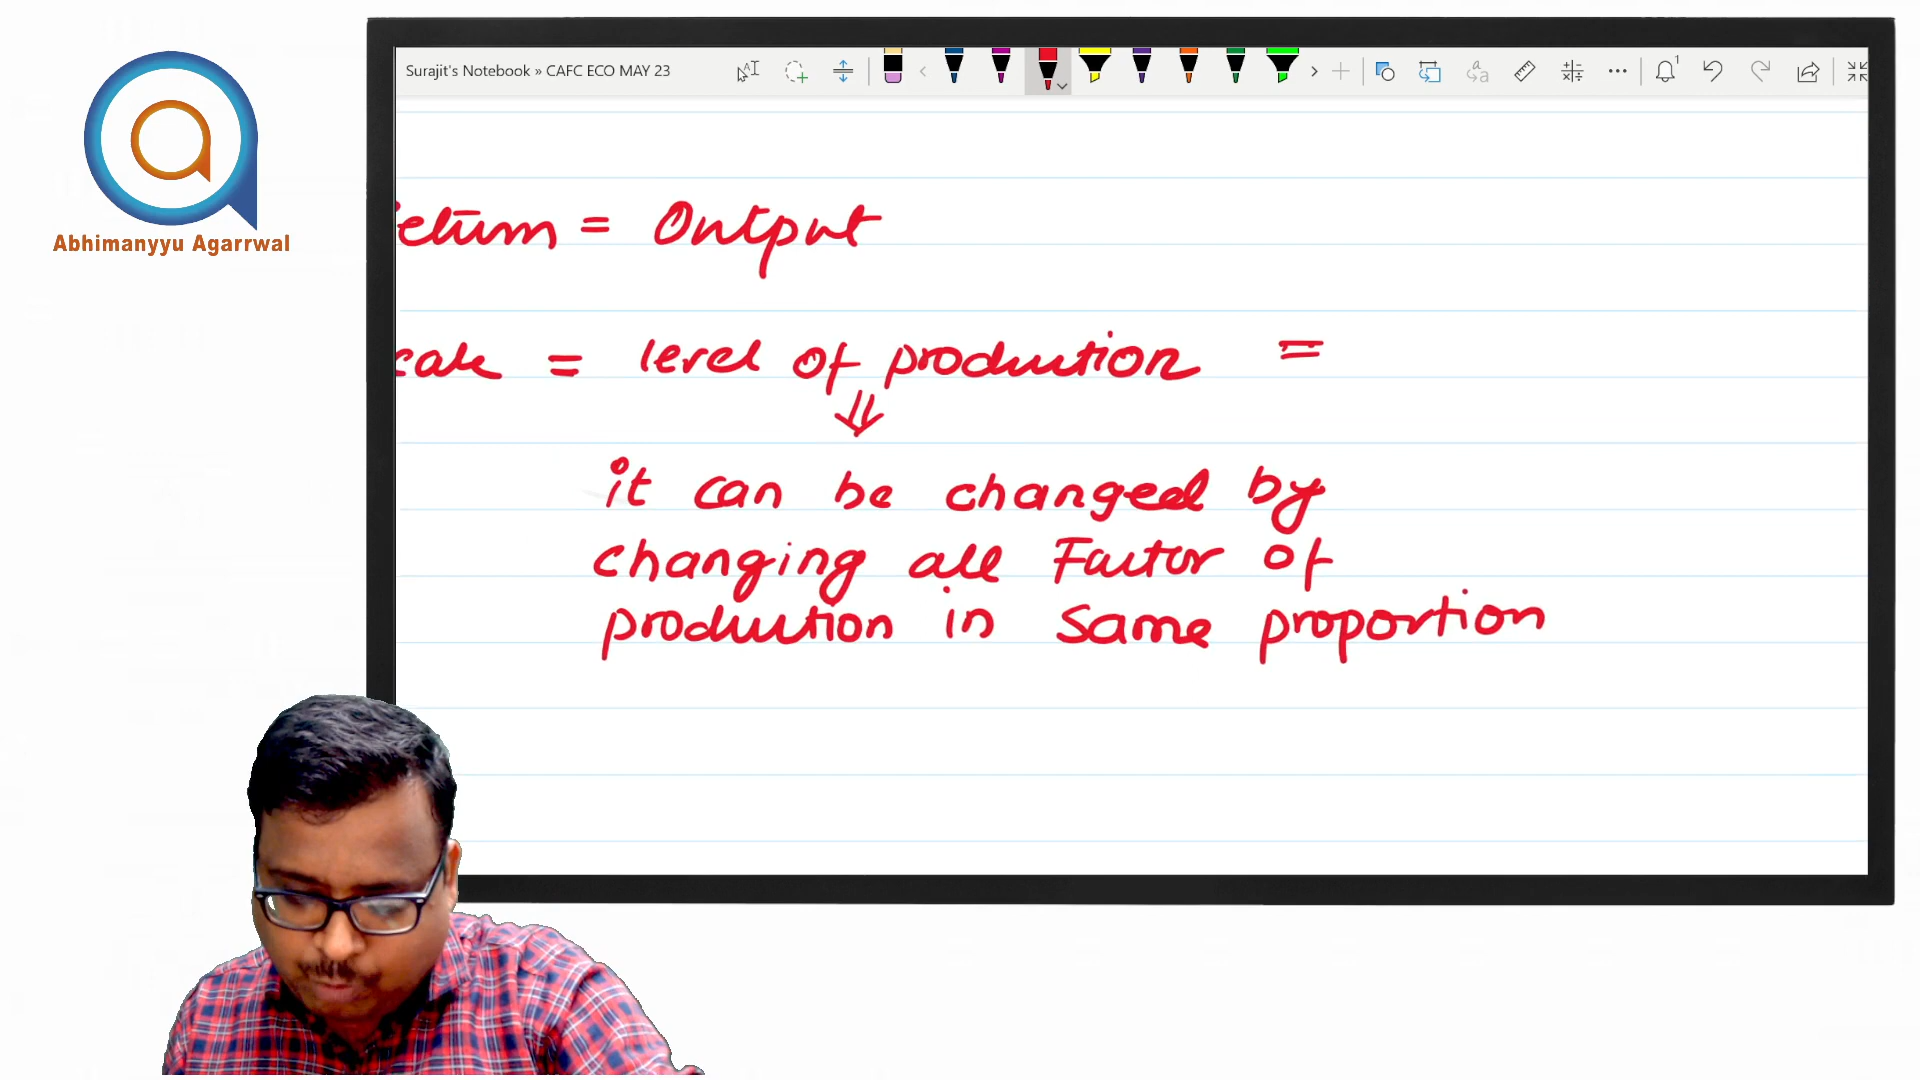 Surajit's Notebook » CAFC ECO MAY 23
Abhimanyyu Agarrwal
eturn = Output
cale = level of production =
it can be changed by
changing all Factor of
production in same proportion